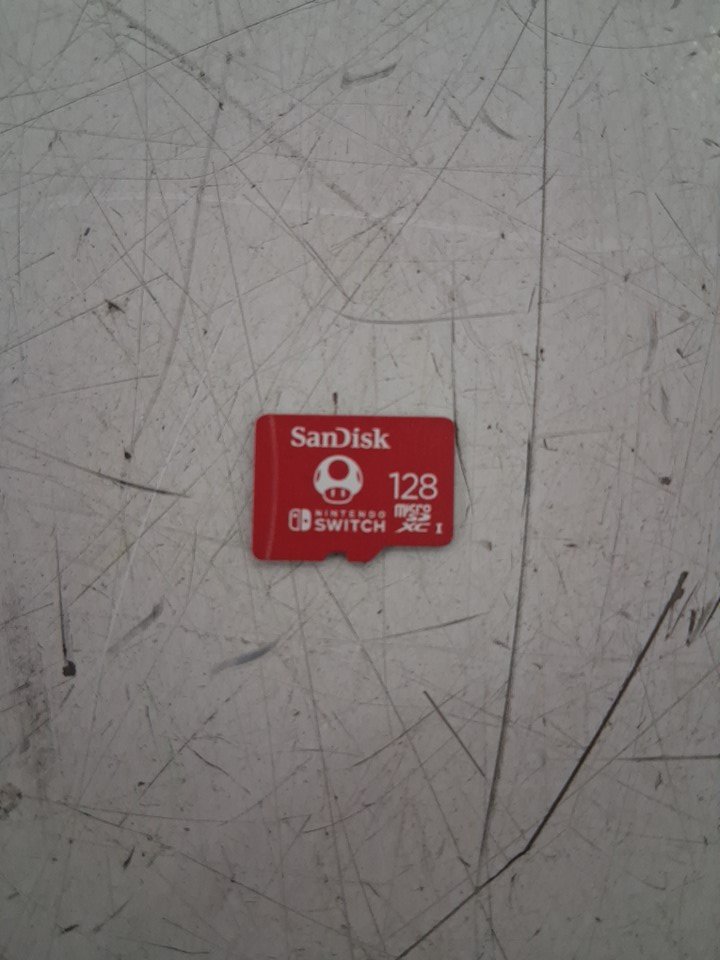 SanDisk
128
NINTENDO
SWITCH
micro
SD
XC I